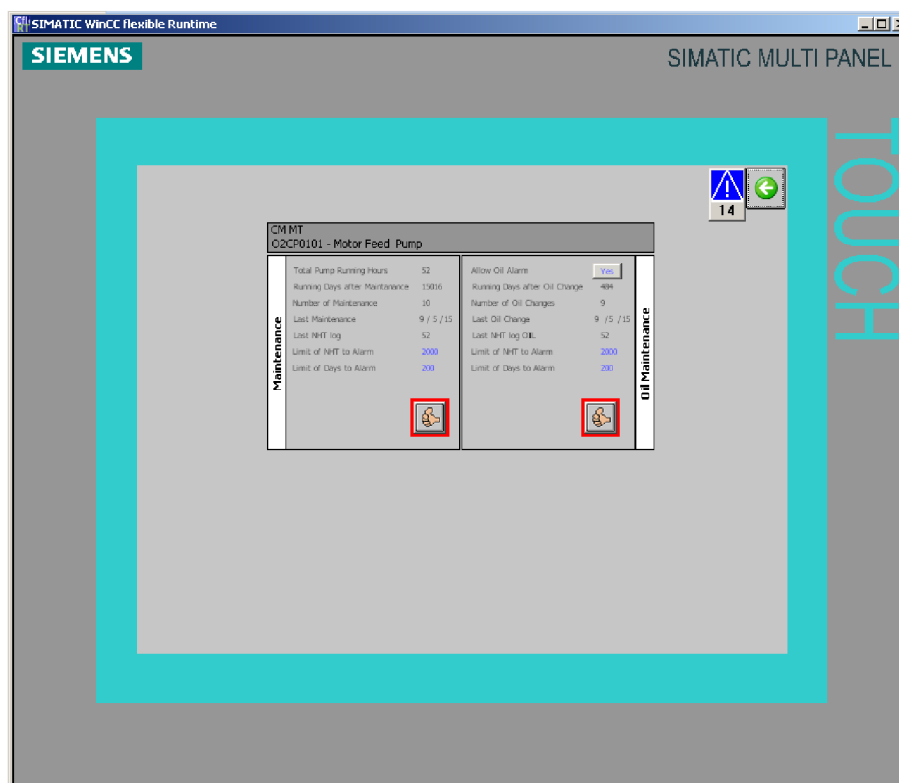 SIMATIC WinCC flexible Runtime
SIEMENS
SIMATIC MULTI PANEL
TOUCH
14
CM MT
O2CP0101 - Motor Feed Pump
Maintenance
Total Pump Running Hours 52
Running Days after Maintanance 15016
Number of Maintenance 10
Last Maintenance 9 / 5 /15
Last NHT log 52
Limit of NHT to Alarm 2000
Limit of Days to Alarm 200
Allow Oil Alarm Yes
Running Days after Oil Change 484
Number of Oil Changes 9
Last Oil Change 9 /5 /15
Last NHT log OIL 52
Limit of NHT to Alarm 2000
Limit of Days to Alarm 200
Oil Maintenance